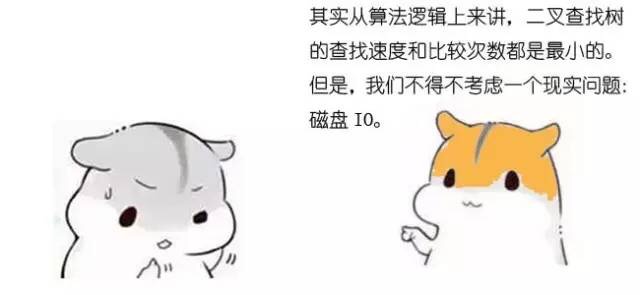 其实从算法逻辑上来讲，二叉查找树
的查找速度和比较次数都是最小的。
但是，我们不得不考虑一个现实问题：
磁盘 IO。